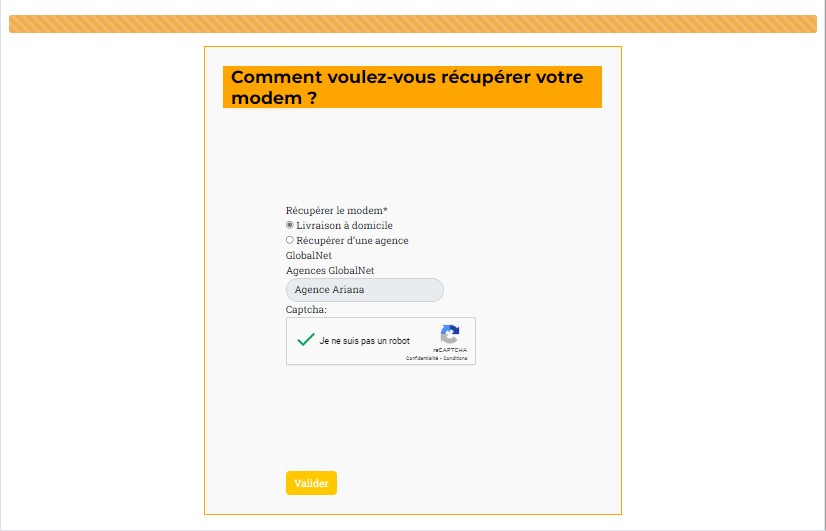 Comment voulez-vous récupérer votre
modem ?
Récupérer le modem*
Livraison à domicile
Récupérer d'une agence
GlobalNet
Agences GlobalNet
Agence Ariana
Captcha:
Je ne suis pas un robot
reCAPTCHA
Confidentialité - Conditions
Valider